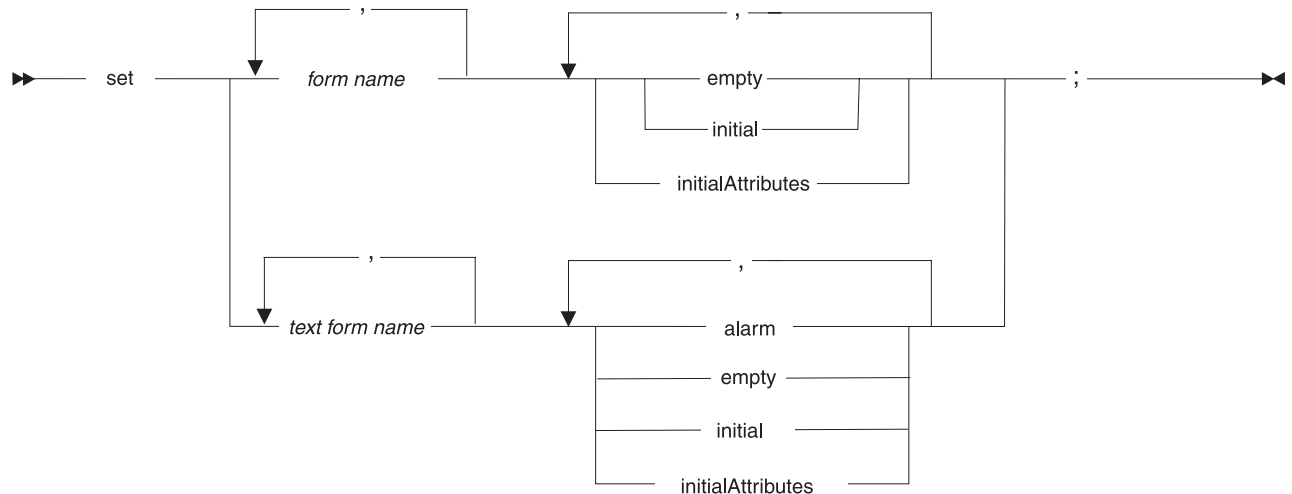 , , 
set form name empty ;
initial
initialAttributes
, ,
text form name alarm
empty
initial
initialAttributes